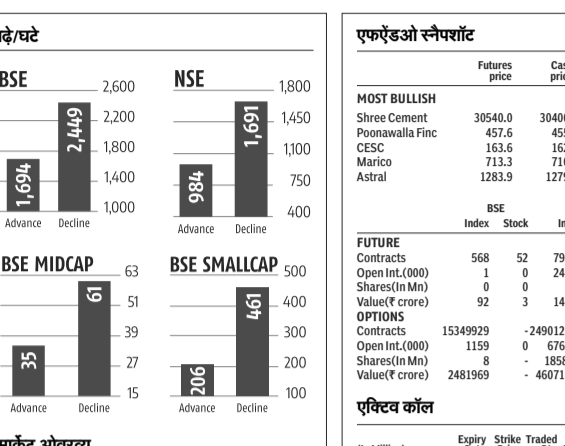 BSE
2,600
2,200
1,800
1,400
1,000
1,694
2,449
Advance Decline
NSE
1,800
1,450
1,100
750
400
984
1,691
Advance Decline
BSE MIDCAP
63
51
39
27
15
35
61
Advance Decline
BSE SMALLCAP
500
400
300
200
100
206
461
Advance Decline
एफऐंडओ स्नैपशॉट
Futures
price
MOST BULLISH
Shree Cement 30540.0
Poonawalla Finc 457.6
CESC 163.6
Marico 713.3
Astral 1283.9
BSE
Index Stock
FUTURE
Contracts 568 52
Open Int.(000) 1 0
Shares(In Mn) 0 0
Value(₹ crore) 92 3
OPTIONS
Contracts 15349929 -
Open Int.(000) 1159 0
Shares(In Mn) 8 -
Value(₹ crore) 2481969 -
एक्टिव कॉल
Expiry Strike Traded